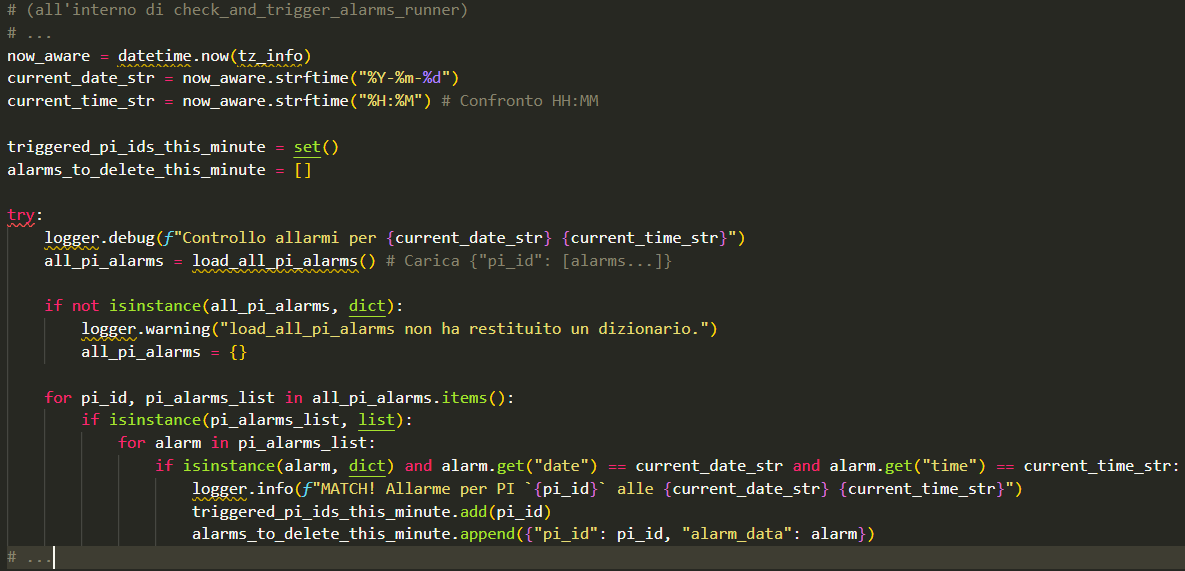 # (all'interno di check_and_trigger_alarms_runner)
# ...
now_aware = datetime.now(tz_info)
current_date_str = now_aware.strftime("%Y-%m-%d")
current_time_str = now_aware.strftime("%H:%M") # Confronto HH:MM

triggered_pi_ids_this_minute = set()
alarms_to_delete_this_minute = []

try:
    logger.debug(f"Controllo allarmi per {current_date_str} {current_time_str}")
    all_pi_alarms = load_all_pi_alarms() # Carica {"pi_id": [alarms...]}

    if not isinstance(all_pi_alarms, dict):
        logger.warning("load_all_pi_alarms non ha restituito un dizionario.")
        all_pi_alarms = {}

    for pi_id, pi_alarms_list in all_pi_alarms.items():
        if isinstance(pi_alarms_list, list):
            for alarm in pi_alarms_list:
                if isinstance(alarm, dict) and alarm.get("date") == current_date_str and alarm.get("time") == current_time_str:
                    logger.info(f"MATCH! Allarme per PI `{pi_id}` alle {current_date_str} {current_time_str}")
                    triggered_pi_ids_this_minute.add(pi_id)
                    alarms_to_delete_this_minute.append({"pi_id": pi_id, "alarm_data": alarm})
# ...